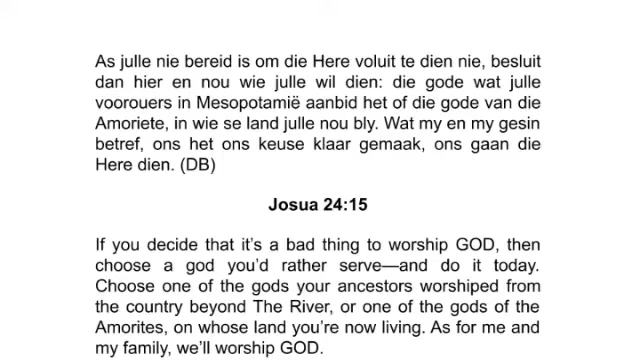 As julle nie bereid is om die Here voluit te dien nie, besluit
dan hier en nou wie julle wil dien: die gode wat julle
voorouers in Mesopotamië aanbid het of die gode van die
Amoriete, in wie se land julle nou bly. Wat my en my gesin
betref, ons het ons keuse klaar gemaak, ons gaan die
Here dien. (DB)
Josua 24:15
If you decide that it’s a bad thing to worship GOD, then
choose a god you’d rather serve—and do it today.
Choose one of the gods your ancestors worshiped from
the country beyond The River, or one of the gods of the
Amorites, on whose land you’re now living. As for me and
my family, we’ll worship GOD.